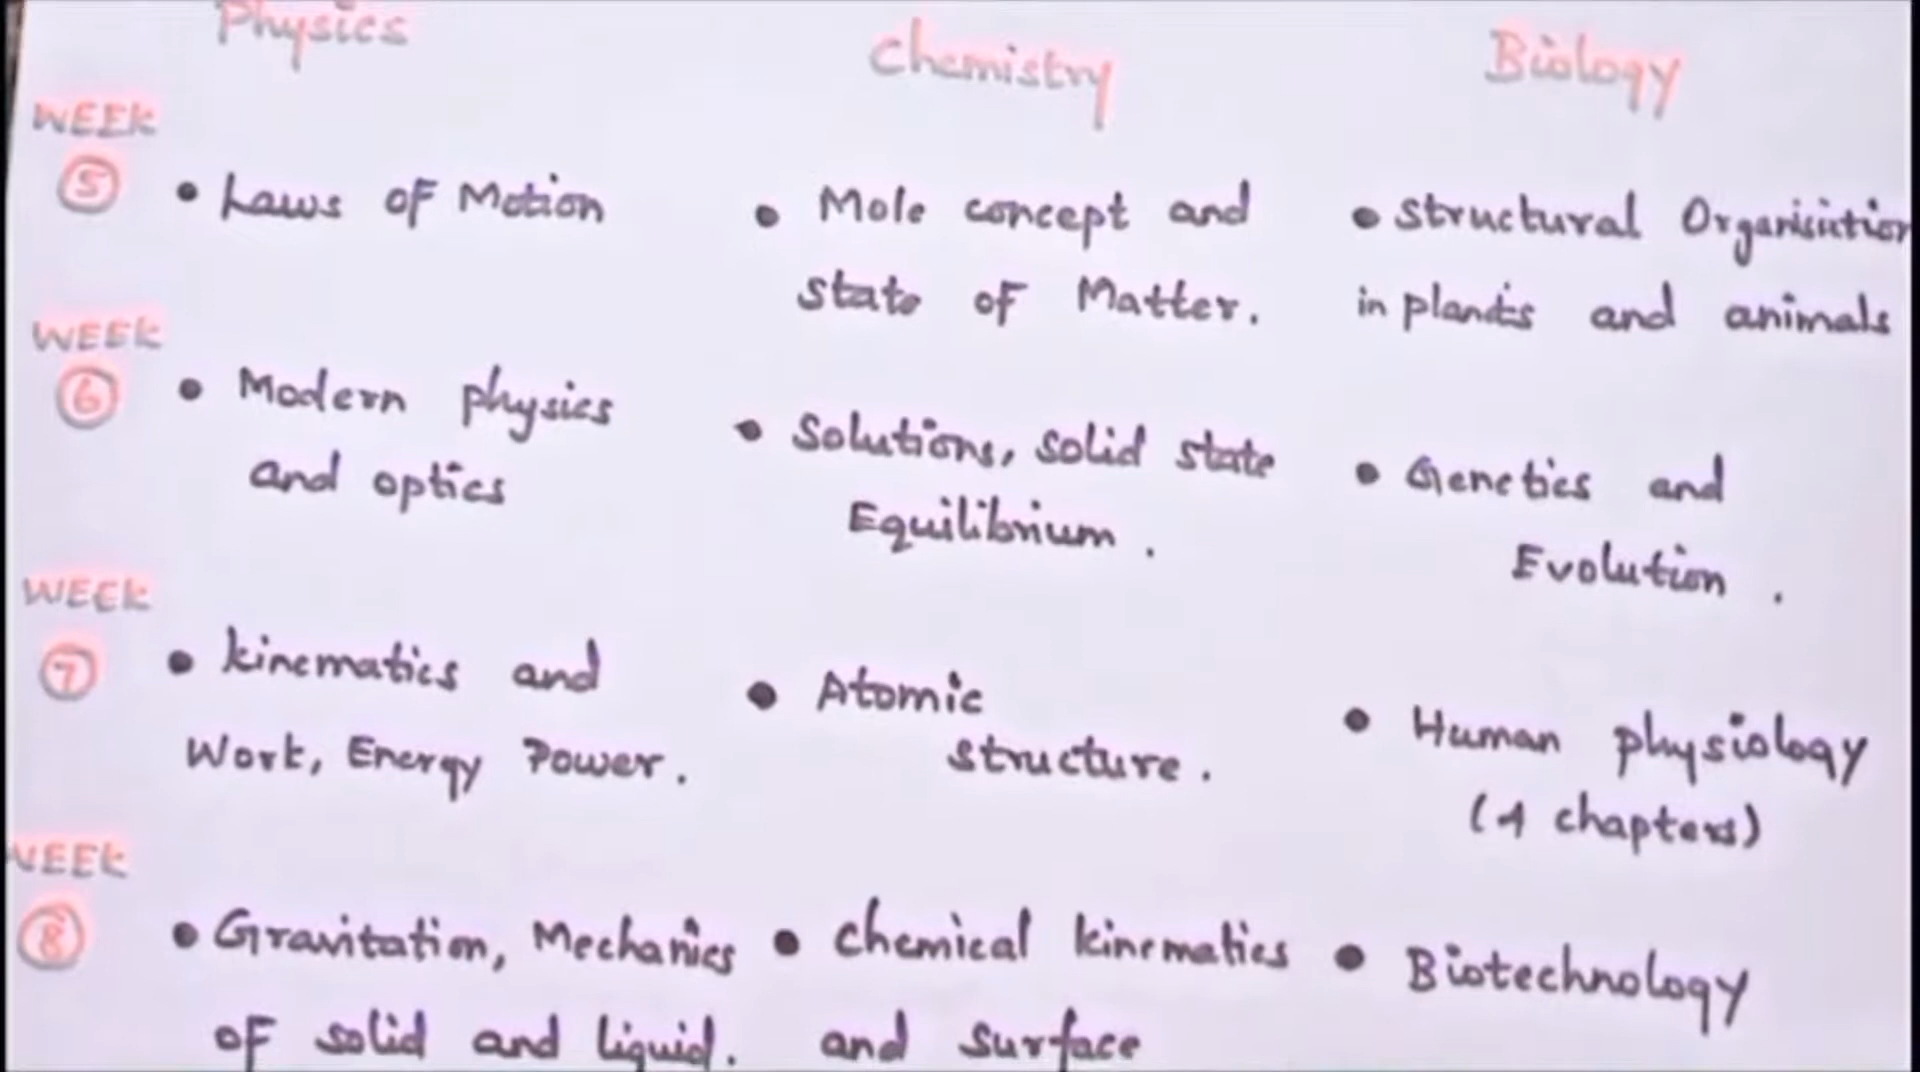 Physics
Chemistry
Biology
WEEK
5
• Laws of Motion
• Mole concept and
state of Matter.
• Structural Organisation
in plants and animals
WEEK
6
• Modern physics
and optics
• Solutions, solid state
Equilibrium.
• Genetics and
Evolution.
WEEK
7
• kinematics and
Work, Energy Power.
• Atomic
structure.
• Human physiology
(4 chapters)
WEEK
8
• Gravitation, Mechanics
of solid and liquid.
• Chemical kinematics
and surface
• Biotechnology